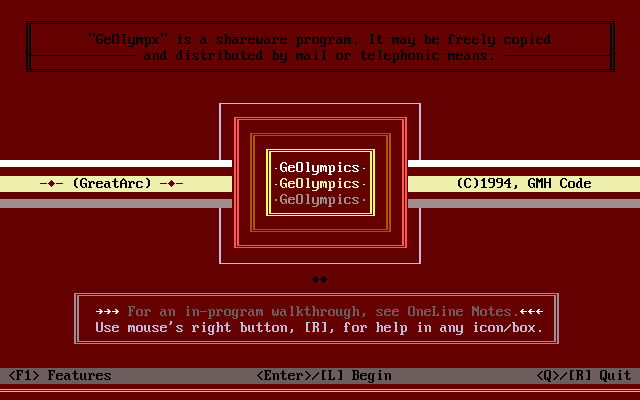 "GeOlympx" is a shareware program. It may be freely copied
and distributed by mail or telephonic means.
·GeOlympics·
·GeOlympics·
·GeOlympics·
─♦─ (GreatArc) ─♦─
(C)1994, GMH Code
♦♦
→→→ For an in-program walkthrough, see OneLine Notes.←←←
Use mouse's right button, [R], for help in any icon/box.
<F1> Features <Enter>/[L] Begin <Q>/[R] Quit